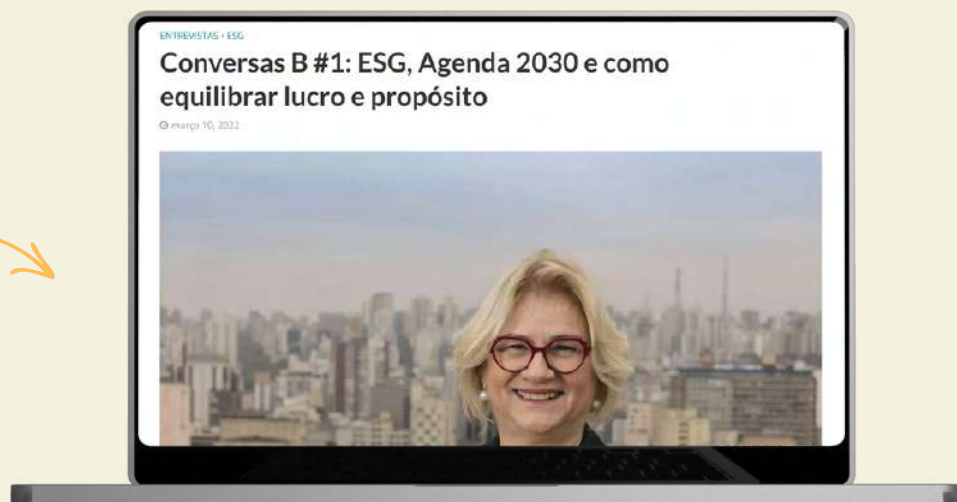 ENTREVISTAS • ESG
Conversas B #1: ESG, Agenda 2030 e como
equilibrar lucro e propósito
março 10, 2022